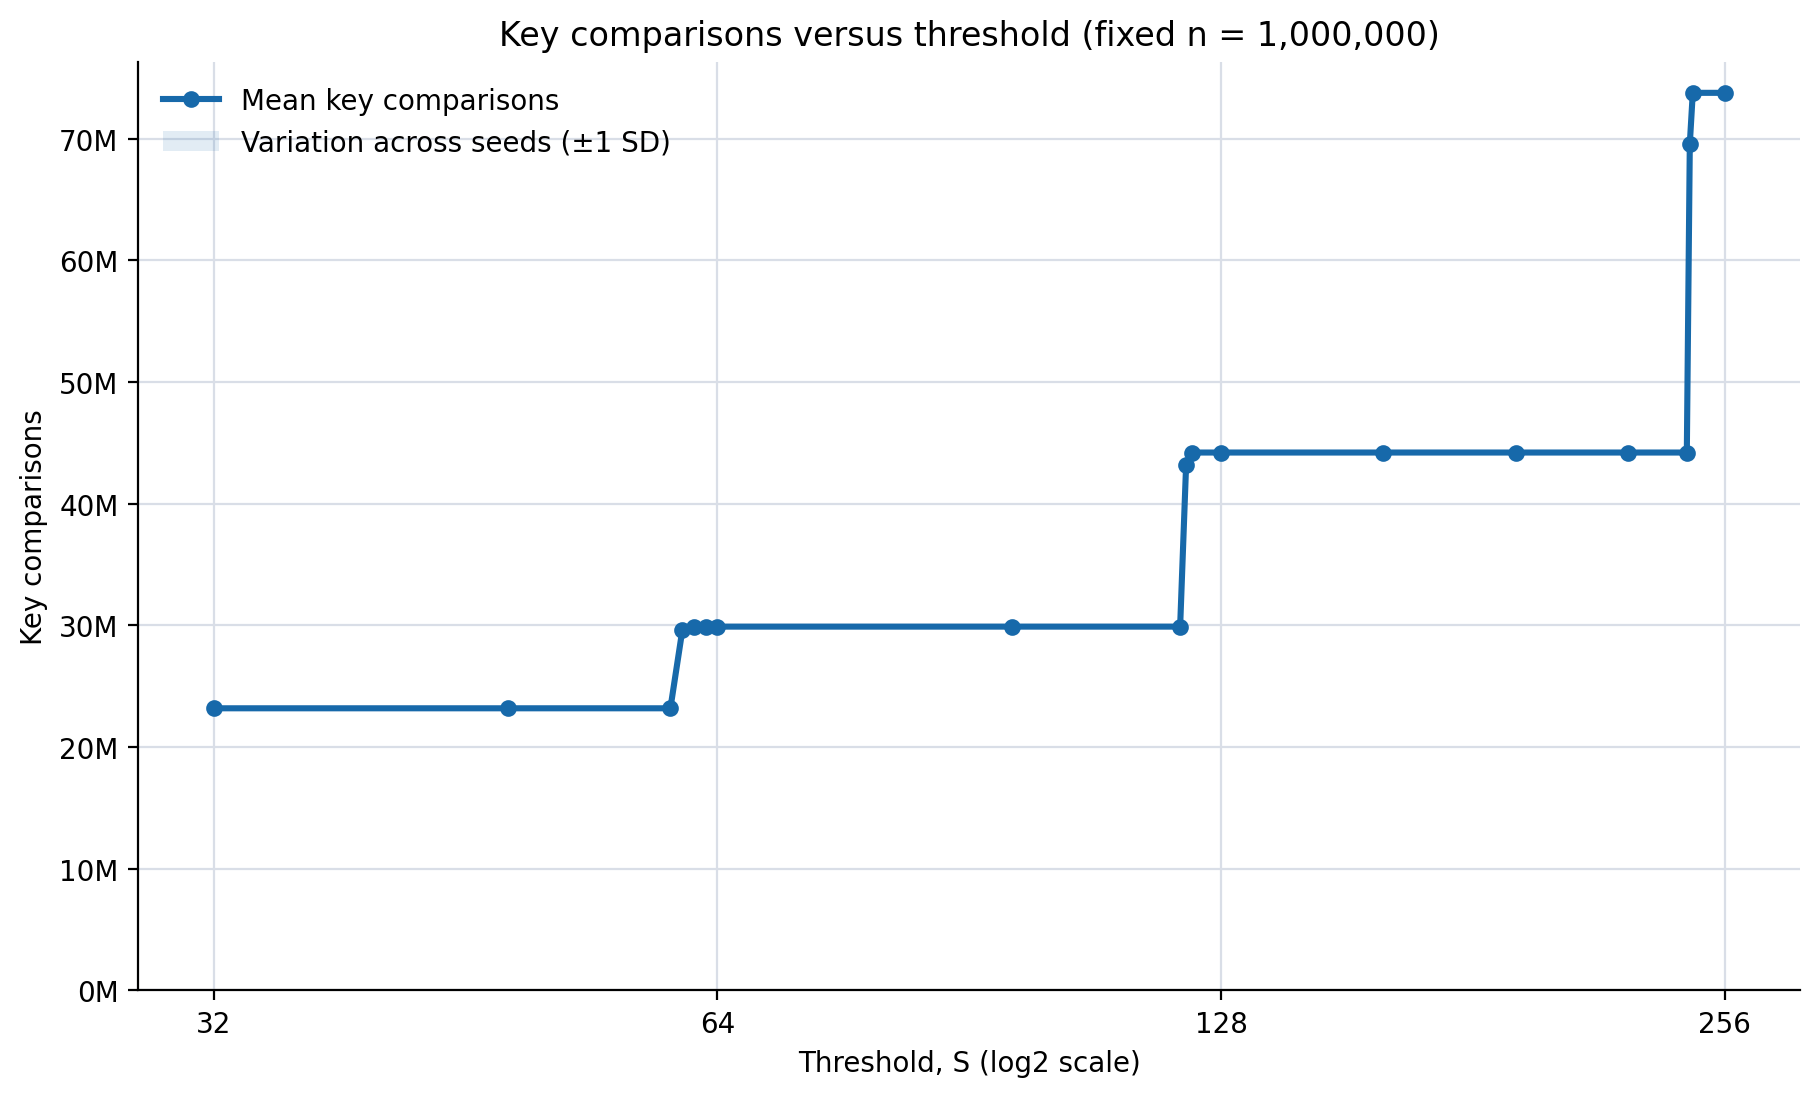 Key comparisons versus threshold (fixed n = 1,000,000)
Mean key comparisons
Variation across seeds (±1 SD)
Key comparisons
70M
60M
50M
40M
30M
20M
10M
0M
32
64
128
256
Threshold, S (log2 scale)